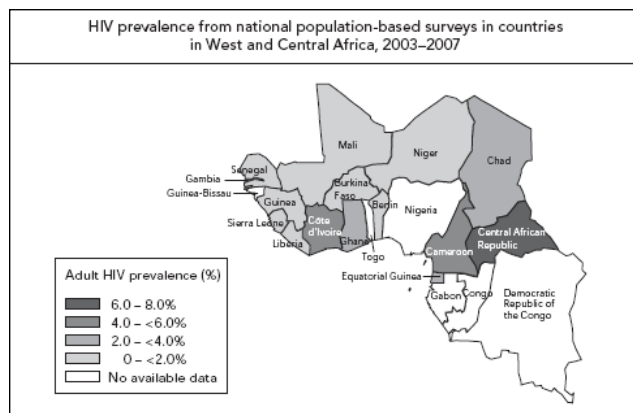 HIV prevalence from national population-based surveys in countries
in West and Central Africa, 2003–2007
Mali
Niger
Chad
Senegal
Gambia
Guinea-Bissau
Guinea
Burkina
Faso
Benin
Nigeria
Sierra Leone
Côte
d'Ivoire
Ghana
Liberia
Togo
Central African
Republic
Cameroon
Equatorial Guinea
Gabon
Congo
Democratic
Republic of
the Congo
Adult HIV prevalence (%)
6.0 – 8.0%
4.0 – <6.0%
2.0 – <4.0%
0 – <2.0%
No available data